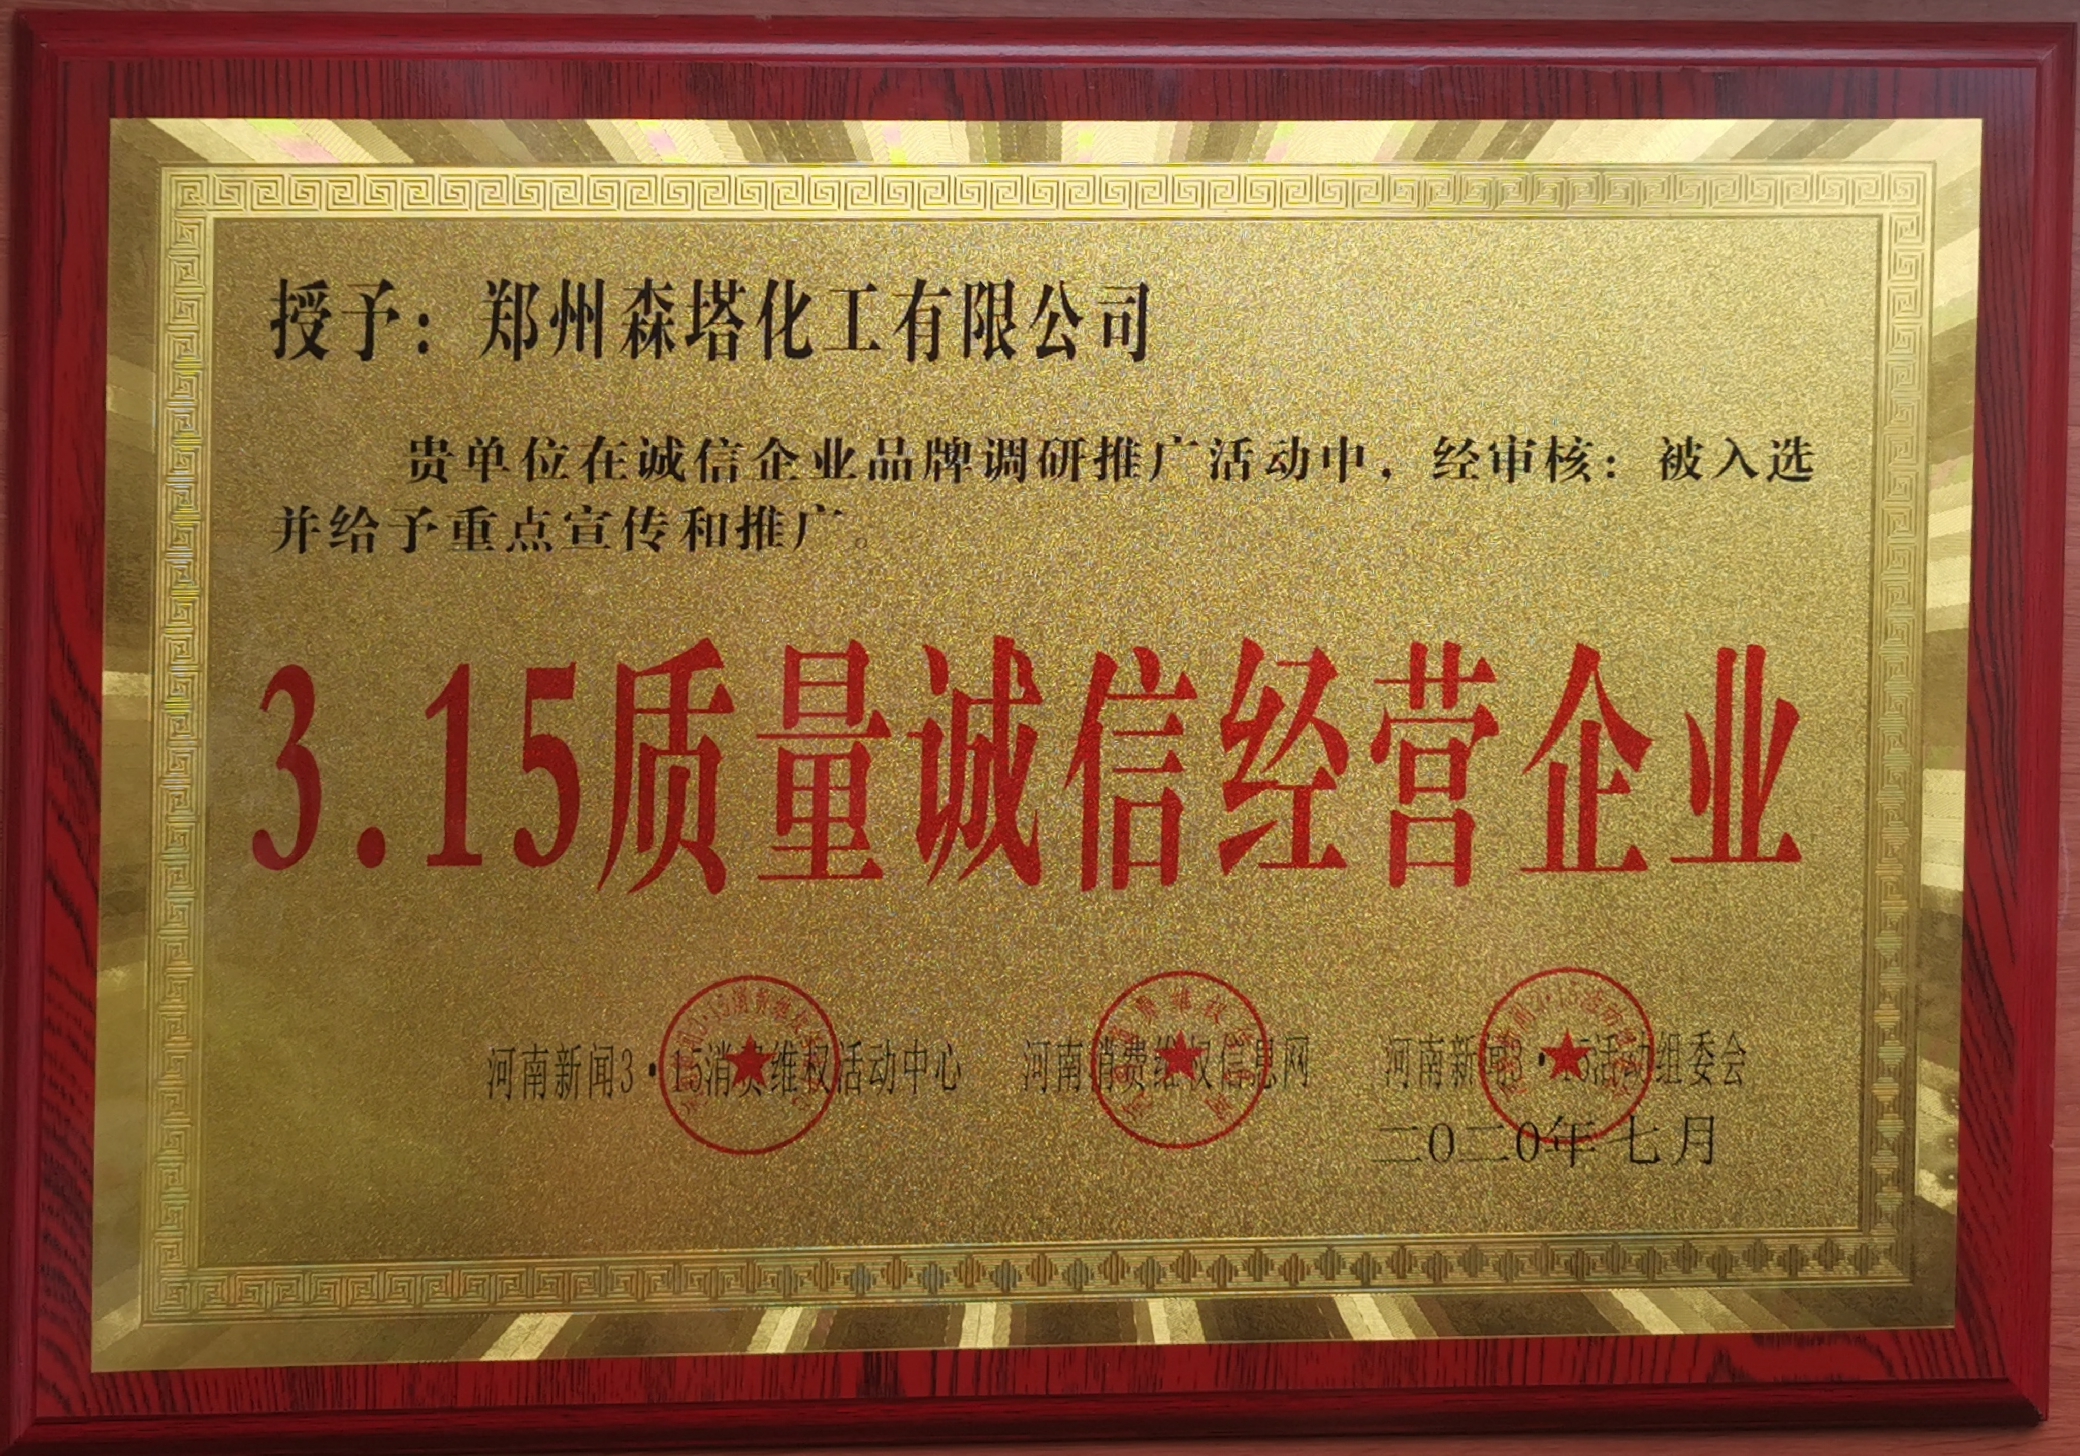 授予：郑州森塔化工有限公司
贵单位在诚信企业品牌调研推广活动中，经审核：被入选
并给予重点宣传和推广。
3.15质量诚信经营企业
河南新闻3·15消费维权活动中心 河南消费维权信息网 河南新闻3·15活动组委会
二0二0年七月